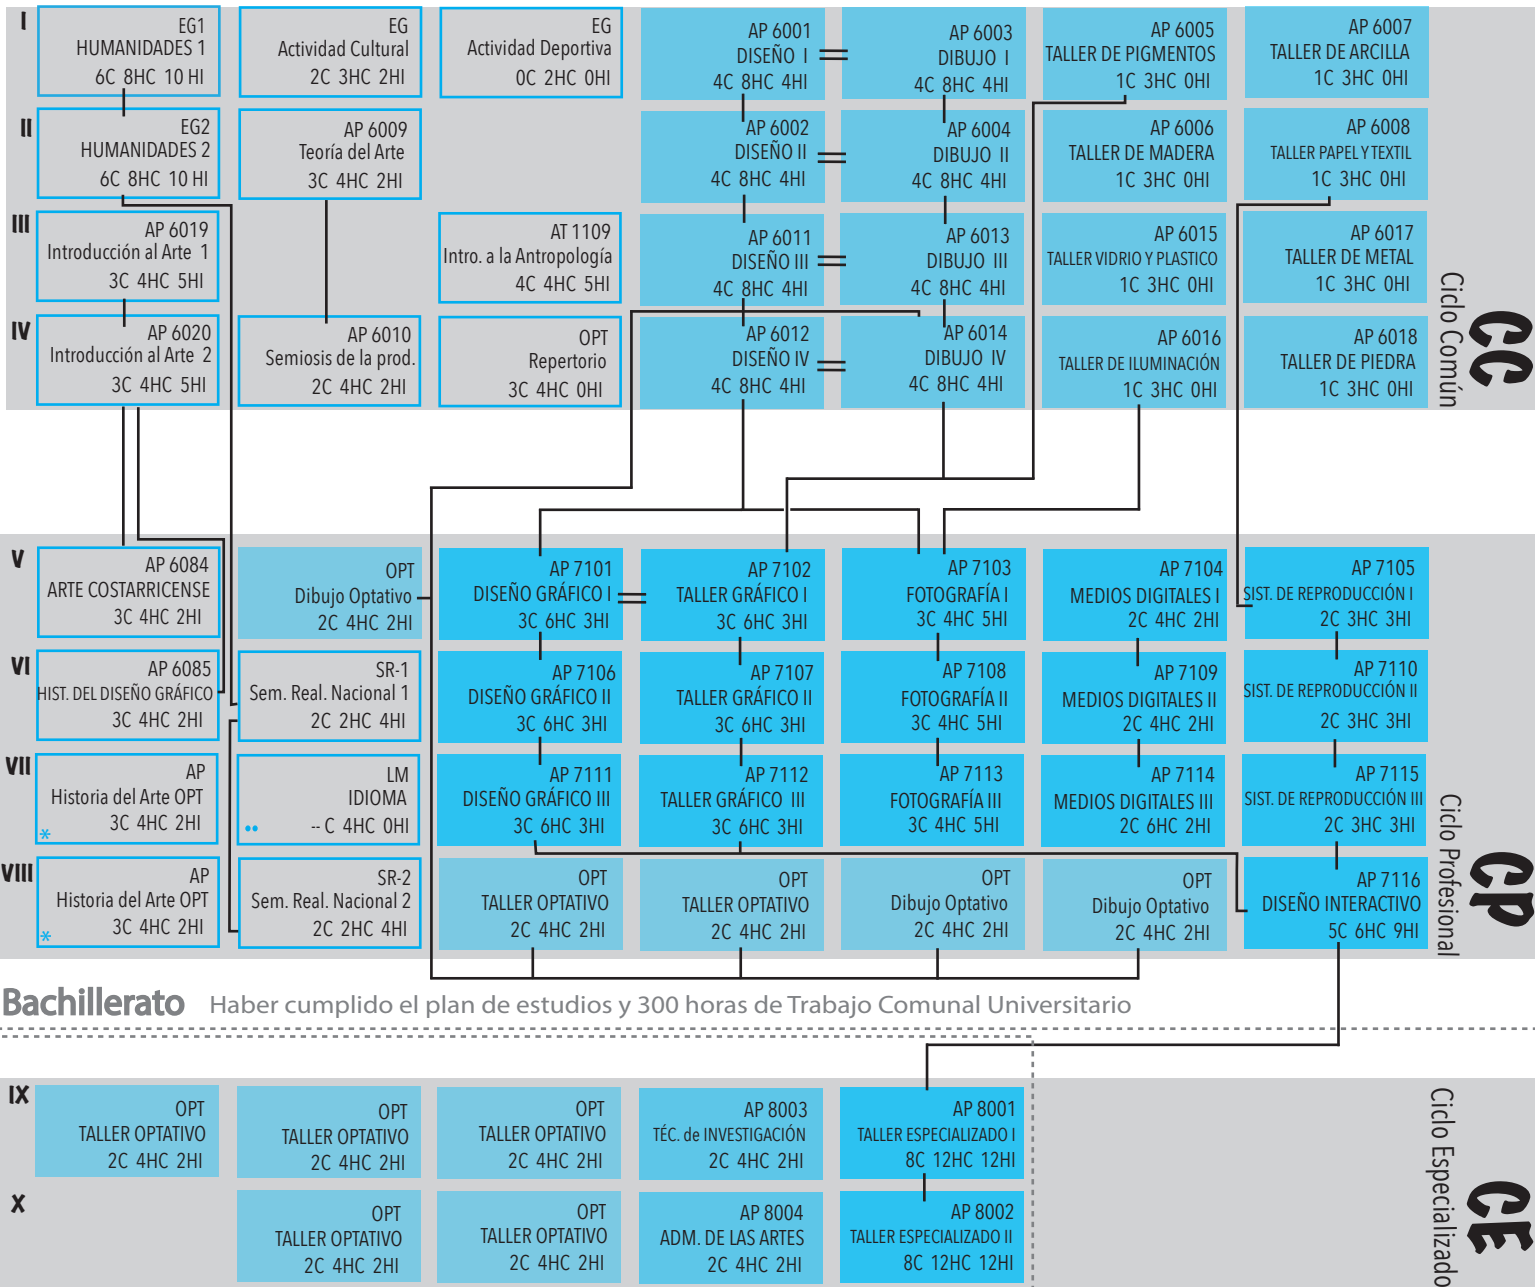 I
EG1
HUMANIDADES 1
6C 8HC 10 HI
EG
Actividad Cultural
2C 3HC 2HI
EG
Actividad Deportiva
0C 2HC 0HI
AP 6001
DISEÑO I
4C 8HC 4HI
AP 6003
DIBUJO I
4C 8HC 4HI
AP 6005
TALLER DE PIGMENTOS
1C 3HC 0HI
AP 6007
TALLER DE ARCILLA
1C 3HC 0HI
II
EG2
HUMANIDADES 2
6C 8HC 10 HI
AP 6009
Teoría del Arte
3C 4HC 2HI
AP 6002
DISEÑO II
4C 8HC 4HI
AP 6004
DIBUJO II
4C 8HC 4HI
AP 6006
TALLER DE MADERA
1C 3HC 0HI
AP 6008
TALLER PAPEL Y TEXTIL
1C 3HC 0HI
III
AP 6019
Introducción al Arte 1
3C 4HC 5HI
AT 1109
Intro. a la Antropología
4C 4HC 5HI
AP 6011
DISEÑO III
4C 8HC 4HI
AP 6013
DIBUJO III
4C 8HC 4HI
AP 6015
TALLER VIDRIO Y PLASTICO
1C 3HC 0HI
AP 6017
TALLER DE METAL
1C 3HC 0HI
IV
AP 6020
Introducción al Arte 2
3C 4HC 5HI
AP 6010
Semiosis de la prod.
2C 4HC 2HI
OPT
Repertorio
3C 4HC 0HI
AP 6012
DISEÑO IV
4C 8HC 4HI
AP 6014
DIBUJO IV
4C 8HC 4HI
AP 6016
TALLER DE ILUMINACIÓN
1C 3HC 0HI
AP 6018
TALLER DE PIEDRA
1C 3HC 0HI
Ciclo Común
CC
V
AP 6084
ARTE COSTARRICENSE
3C 4HC 2HI
OPT
Dibujo Optativo
2C 4HC 2HI
AP 7101
DISEÑO GRÁFICO I
3C 6HC 3HI
AP 7102
TALLER GRÁFICO I
3C 6HC 3HI
AP 7103
FOTOGRAFÍA I
3C 4HC 5HI
AP 7104
MEDIOS DIGITALES I
2C 4HC 2HI
AP 7105
SIST. DE REPRODUCCIÓN I
2C 3HC 3HI
VI
AP 6085
HIST. DEL DISEÑO GRÁFICO
3C 4HC 2HI
SR-1
Sem. Real. Nacional 1
2C 2HC 4HI
AP 7106
DISEÑO GRÁFICO II
3C 6HC 3HI
AP 7107
TALLER GRÁFICO II
3C 6HC 3HI
AP 7108
FOTOGRAFÍA II
3C 4HC 5HI
AP 7109
MEDIOS DIGITALES II
2C 4HC 2HI
AP 7110
SIST. DE REPRODUCCIÓN II
2C 3HC 3HI
VII
AP
Historia del Arte OPT
3C 4HC 2HI
*
LM
IDIOMA
•• -- C 4HC 0HI
AP 7111
DISEÑO GRÁFICO III
3C 6HC 3HI
AP 7112
TALLER GRÁFICO III
3C 6HC 3HI
AP 7113
FOTOGRAFÍA III
3C 4HC 5HI
AP 7114
MEDIOS DIGITALES III
2C 6HC 2HI
AP 7115
SIST. DE REPRODUCCIÓN III
2C 3HC 3HI
VIII
AP
Historia del Arte OPT
3C 4HC 2HI
*
SR-2
Sem. Real. Nacional 2
2C 2HC 4HI
OPT
TALLER OPTATIVO
2C 4HC 2HI
OPT
TALLER OPTATIVO
2C 4HC 2HI
OPT
Dibujo Optativo
2C 4HC 2HI
OPT
Dibujo Optativo
2C 4HC 2HI
AP 7116
DISEÑO INTERACTIVO
5C 6HC 9HI
Ciclo Profesional
CP
Bachillerato Haber cumplido el plan de estudios y 300 horas de Trabajo Comunal Universitario
IX
OPT
TALLER OPTATIVO
2C 4HC 2HI
OPT
TALLER OPTATIVO
2C 4HC 2HI
OPT
TALLER OPTATIVO
2C 4HC 2HI
AP 8003
TÉC. de INVESTIGACIÓN
2C 4HC 2HI
AP 8001
TALLER ESPECIALIZADO I
8C 12HC 12HI
X
OPT
TALLER OPTATIVO
2C 4HC 2HI
OPT
TALLER OPTATIVO
2C 4HC 2HI
AP 8004
ADM. DE LAS ARTES
2C 4HC 2HI
AP 8002
TALLER ESPECIALIZADO II
8C 12HC 12HI
Ciclo Especializado
CE